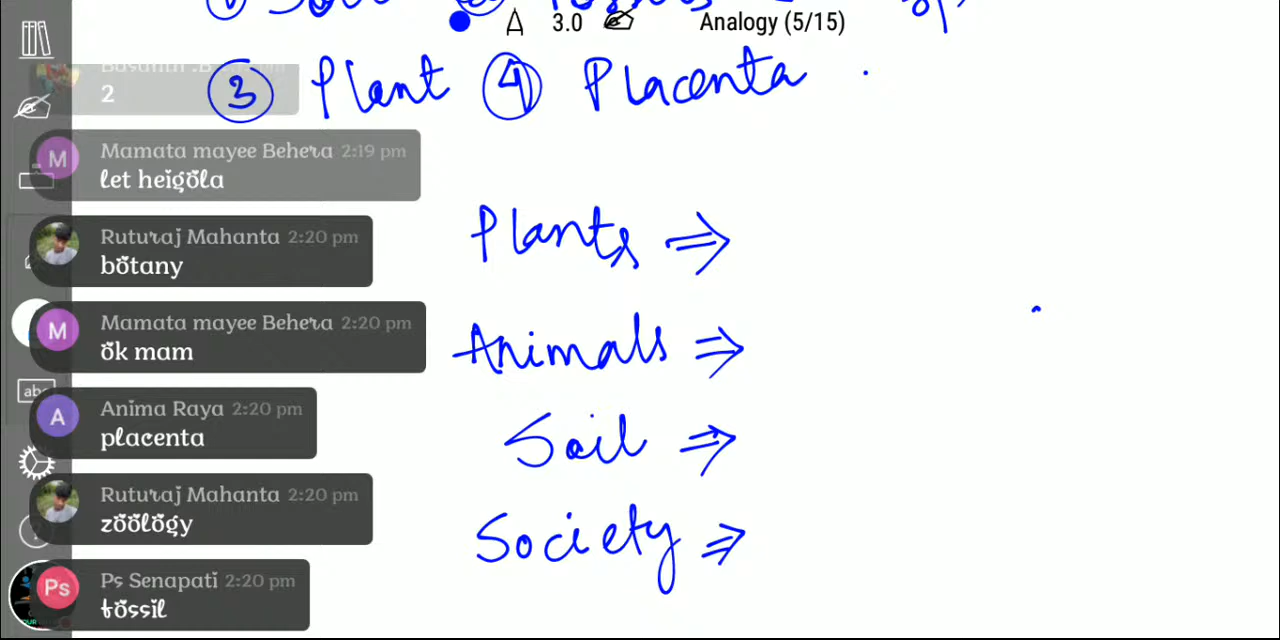 3.0 Analogy (5/15)
2
③ Plant ④ Placenta
Mamata mayee Behera 2:19 pm
let heigola
Plants ⇒
Ruturaj Mahanta 2:20 pm
botany
Mamata mayee Behera 2:20 pm
ok mam
Animals ⇒
Anima Raya 2:20 pm
placenta
Soil ⇒
Ruturaj Mahanta 2:20 pm
zoology
Society ⇒
Ps Ps Senapati 2:20 pm
fossil